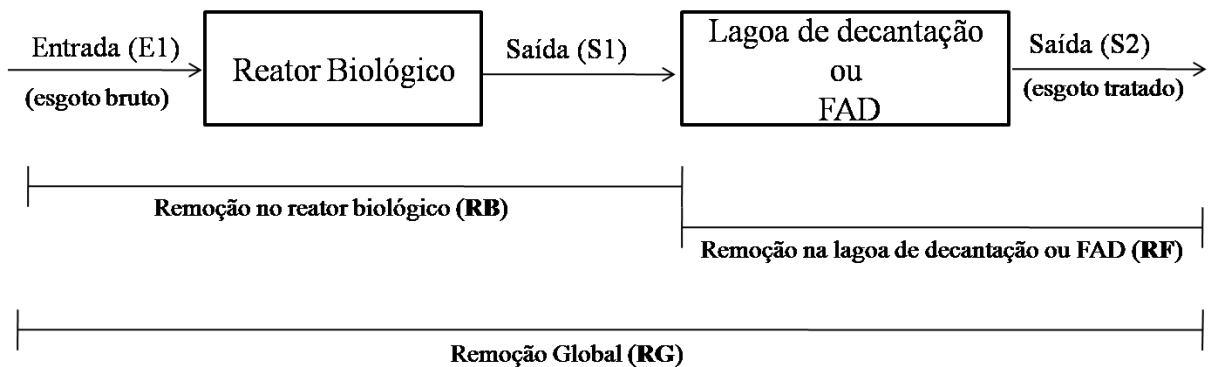 Entrada (E1)
(esgoto bruto)
Reator Biológico
Saída (S1)
Lagoa de decantação
ou
FAD
Saída (S2)
(esgoto tratado)
Remoção no reator biológico (RB)
Remoção na lagoa de decantação ou FAD (RF)
Remoção Global (RG)